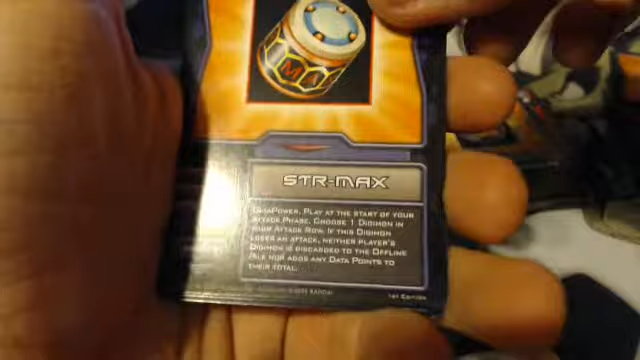 MA
STR-MAX
DataPower. Play at the start of your
Attack Phase. Choose 1 Digimon in
your Attack Row. If this Digimon
loses an attack, neither player's
Digimon is discarded to the Offline
Pile nor adds any Data Points to
their total.
BANDAI
1st Edition